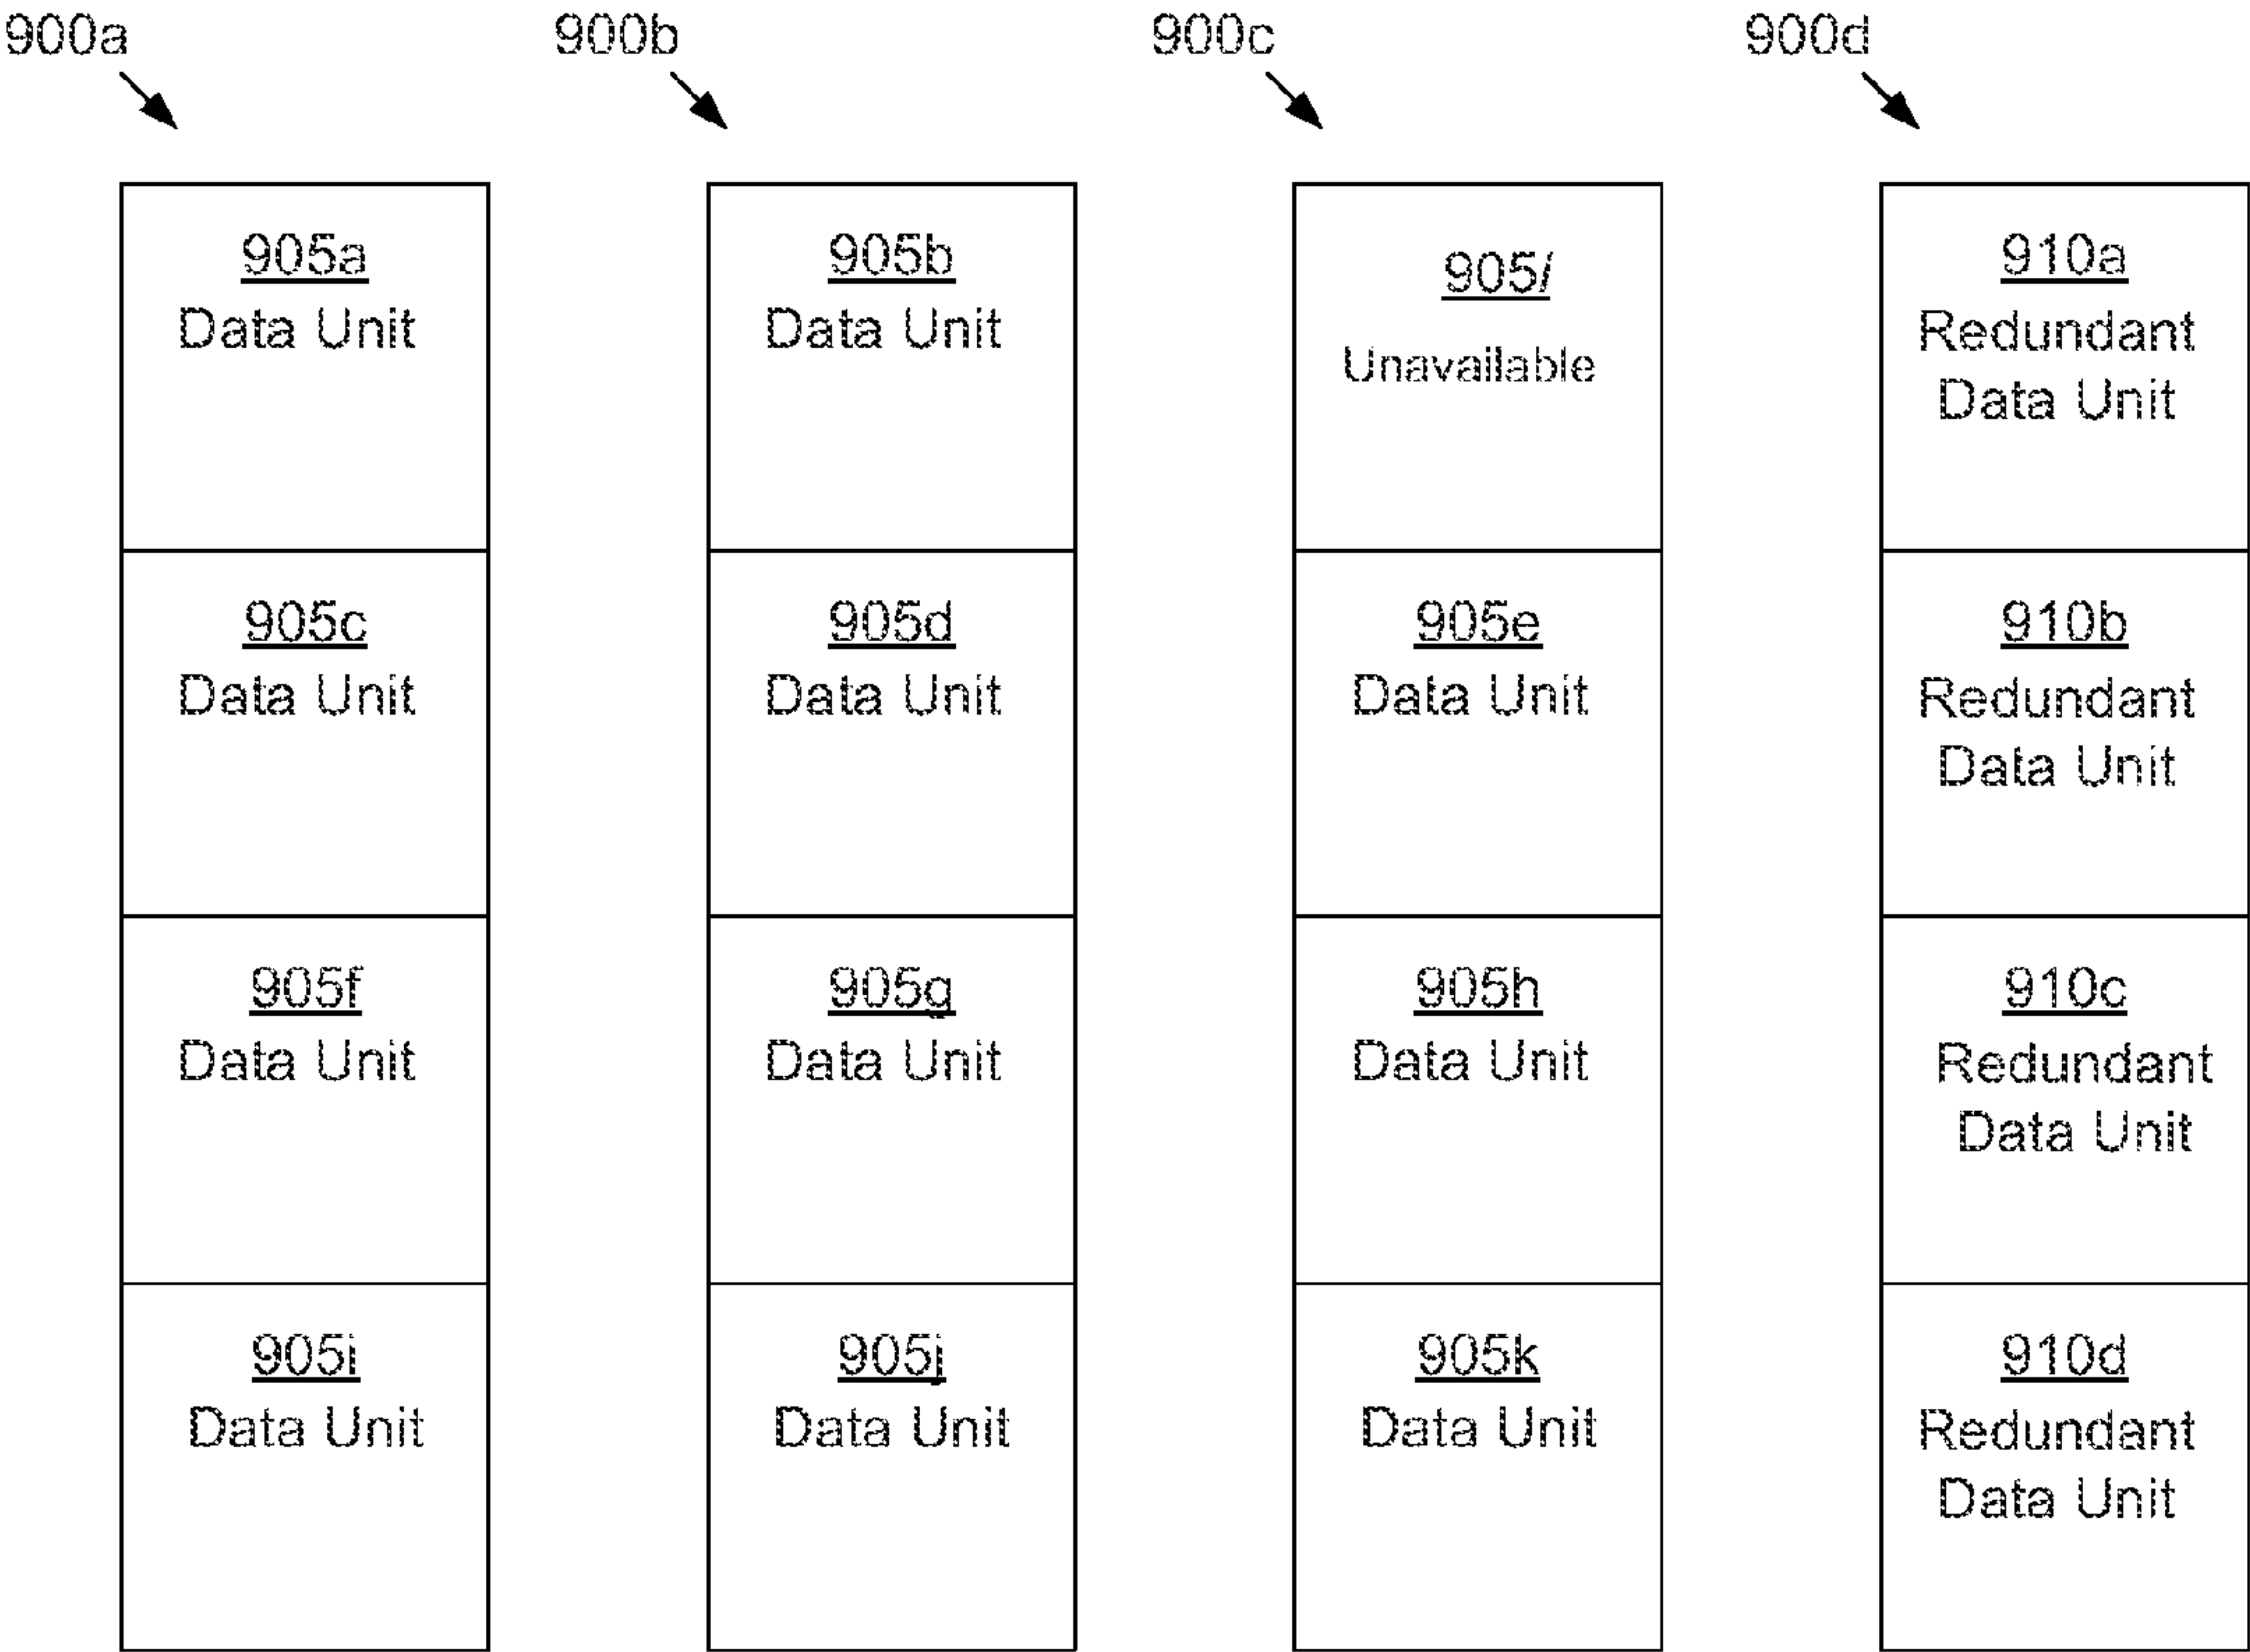 900a 900b 900c 900d
905a 905b 905l 910a
Data Unit Data Unit Unavailable Redundant
Data Unit
905c 905d 905e 910b
Data Unit Data Unit Data Unit Redundant
Data Unit
905f 905g 905h 910c
Data Unit Data Unit Data Unit Redundant
Data Unit
905i 905j 905k 910d
Data Unit Data Unit Data Unit Redundant
Data Unit